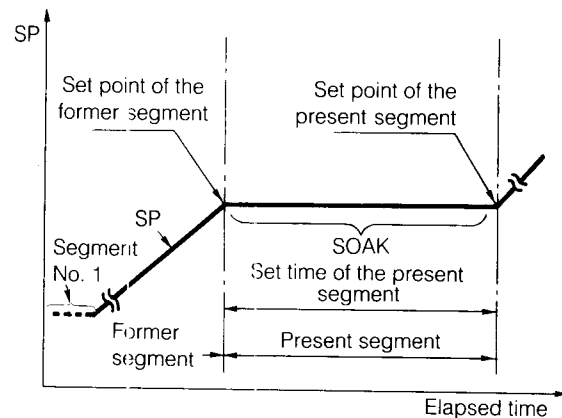 SP
Set point of the
former segment
Set point of the
present segment
SP
Segment
No. 1
SOAK
Set time of the present
segment
Former
segment
Present segment
Elapsed time